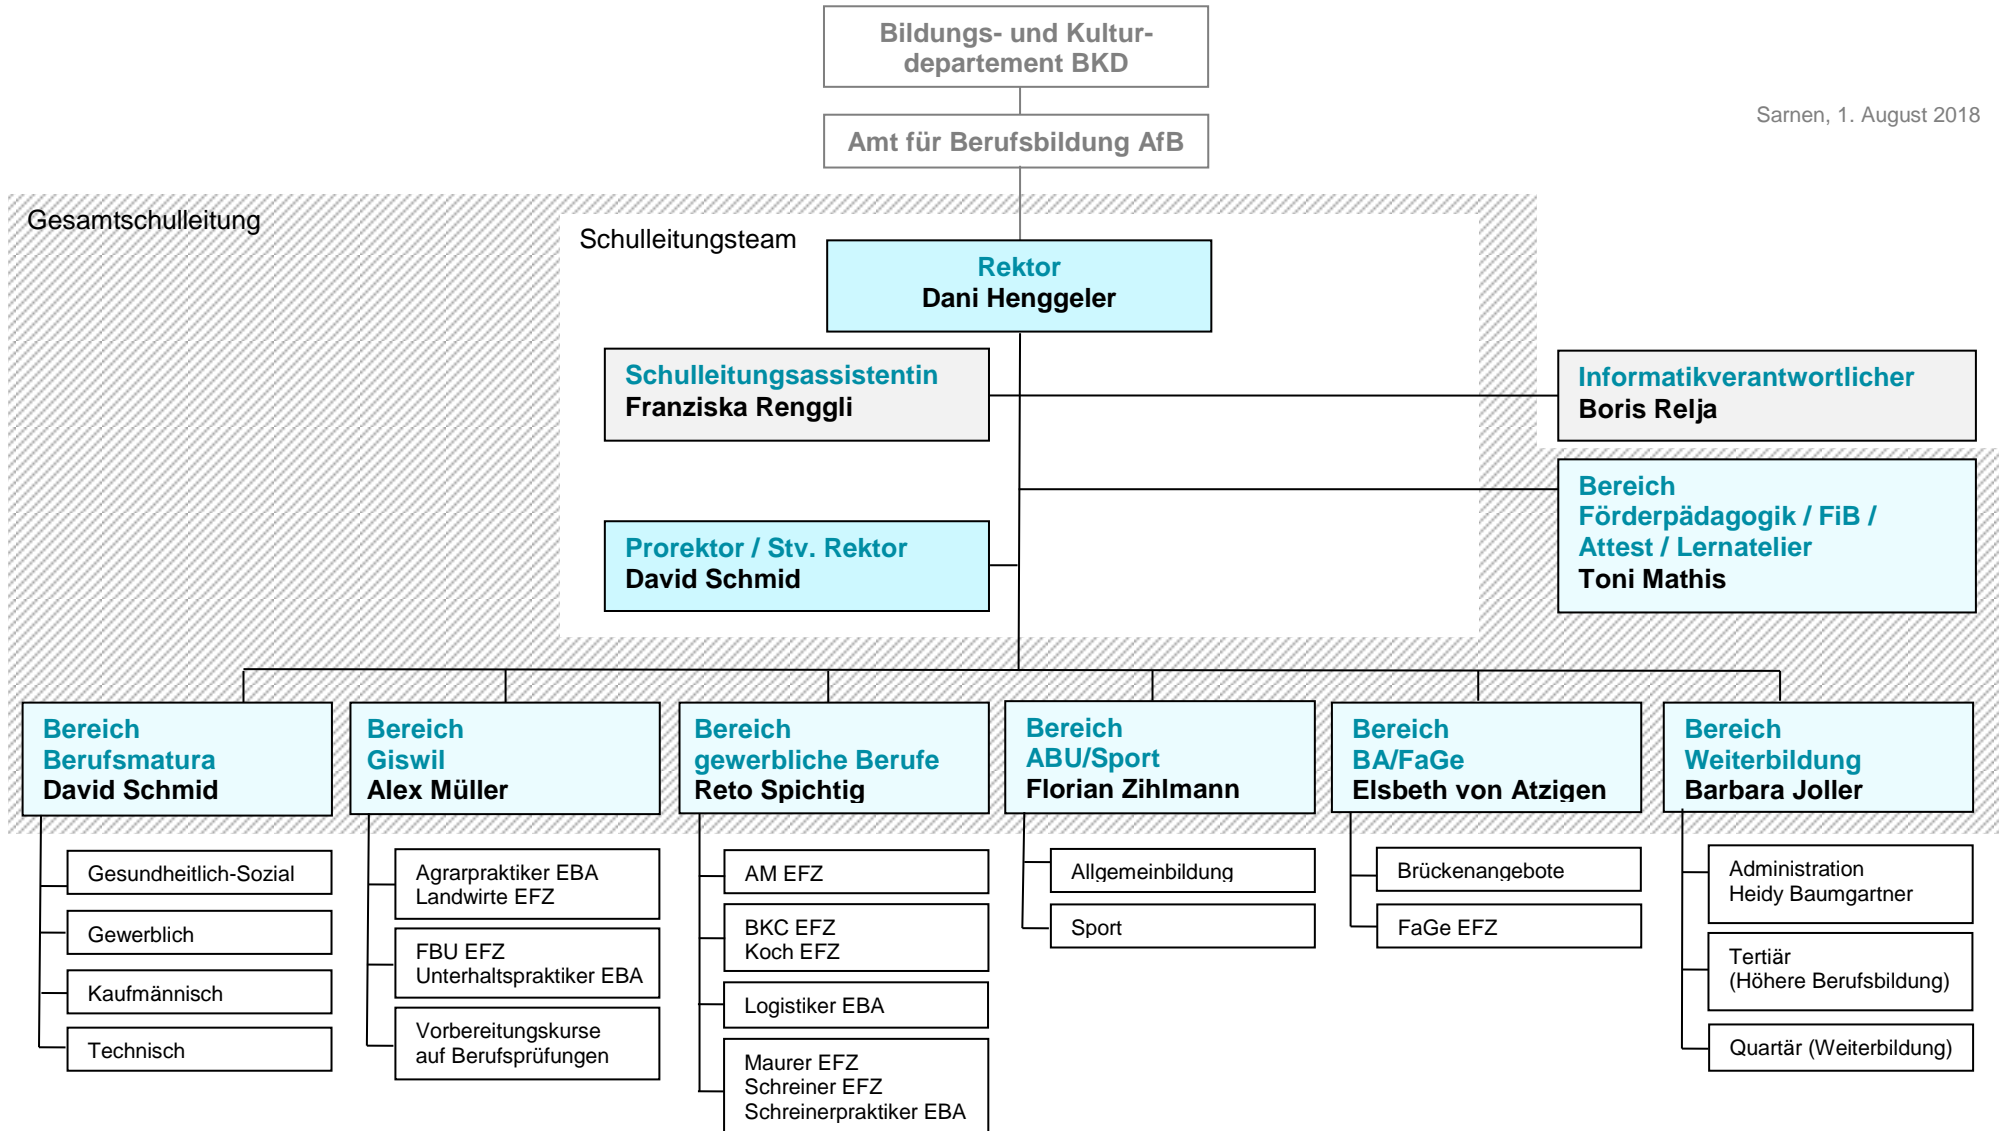 Bildungs- und Kultur-
departement BKD
Amt für Berufsbildung AfB
Sarnen, 1. August 2018
Gesamtschulleitung
Schulleitungsteam
Rektor
Dani Henggeler
Schulleitungsassistentin
Franziska Renggli
Informatikverantwortlicher
Boris Relja
Bereich
Förderpädagogik / FiB /
Attest / Lernatelier
Toni Mathis
Prorektor / Stv. Rektor
David Schmid
Bereich
Berufsmatura
David Schmid
Gesundheitlich-Sozial
Gewerblich
Kaufmännisch
Technisch
Bereich
Giswil
Alex Müller
Agrarpraktiker EBA
Landwirte EFZ
FBU EFZ
Unterhaltspraktiker EBA
Vorbereitungskurse
auf Berufsprüfungen
Bereich
gewerbliche Berufe
Reto Spichtig
AM EFZ
BKC EFZ
Koch EFZ
Logistiker EBA
Maurer EFZ
Schreiner EFZ
Schreinerpraktiker EBA
Bereich
ABU/Sport
Florian Zihlmann
Allgemeinbildung
Sport
Bereich
BA/FaGe
Elsbeth von Atzigen
Brückenangebote
FaGe EFZ
Bereich
Weiterbildung
Barbara Joller
Administration
Heidy Baumgartner
Tertiär
(Höhere Berufsbildung)
Quartär (Weiterbildung)